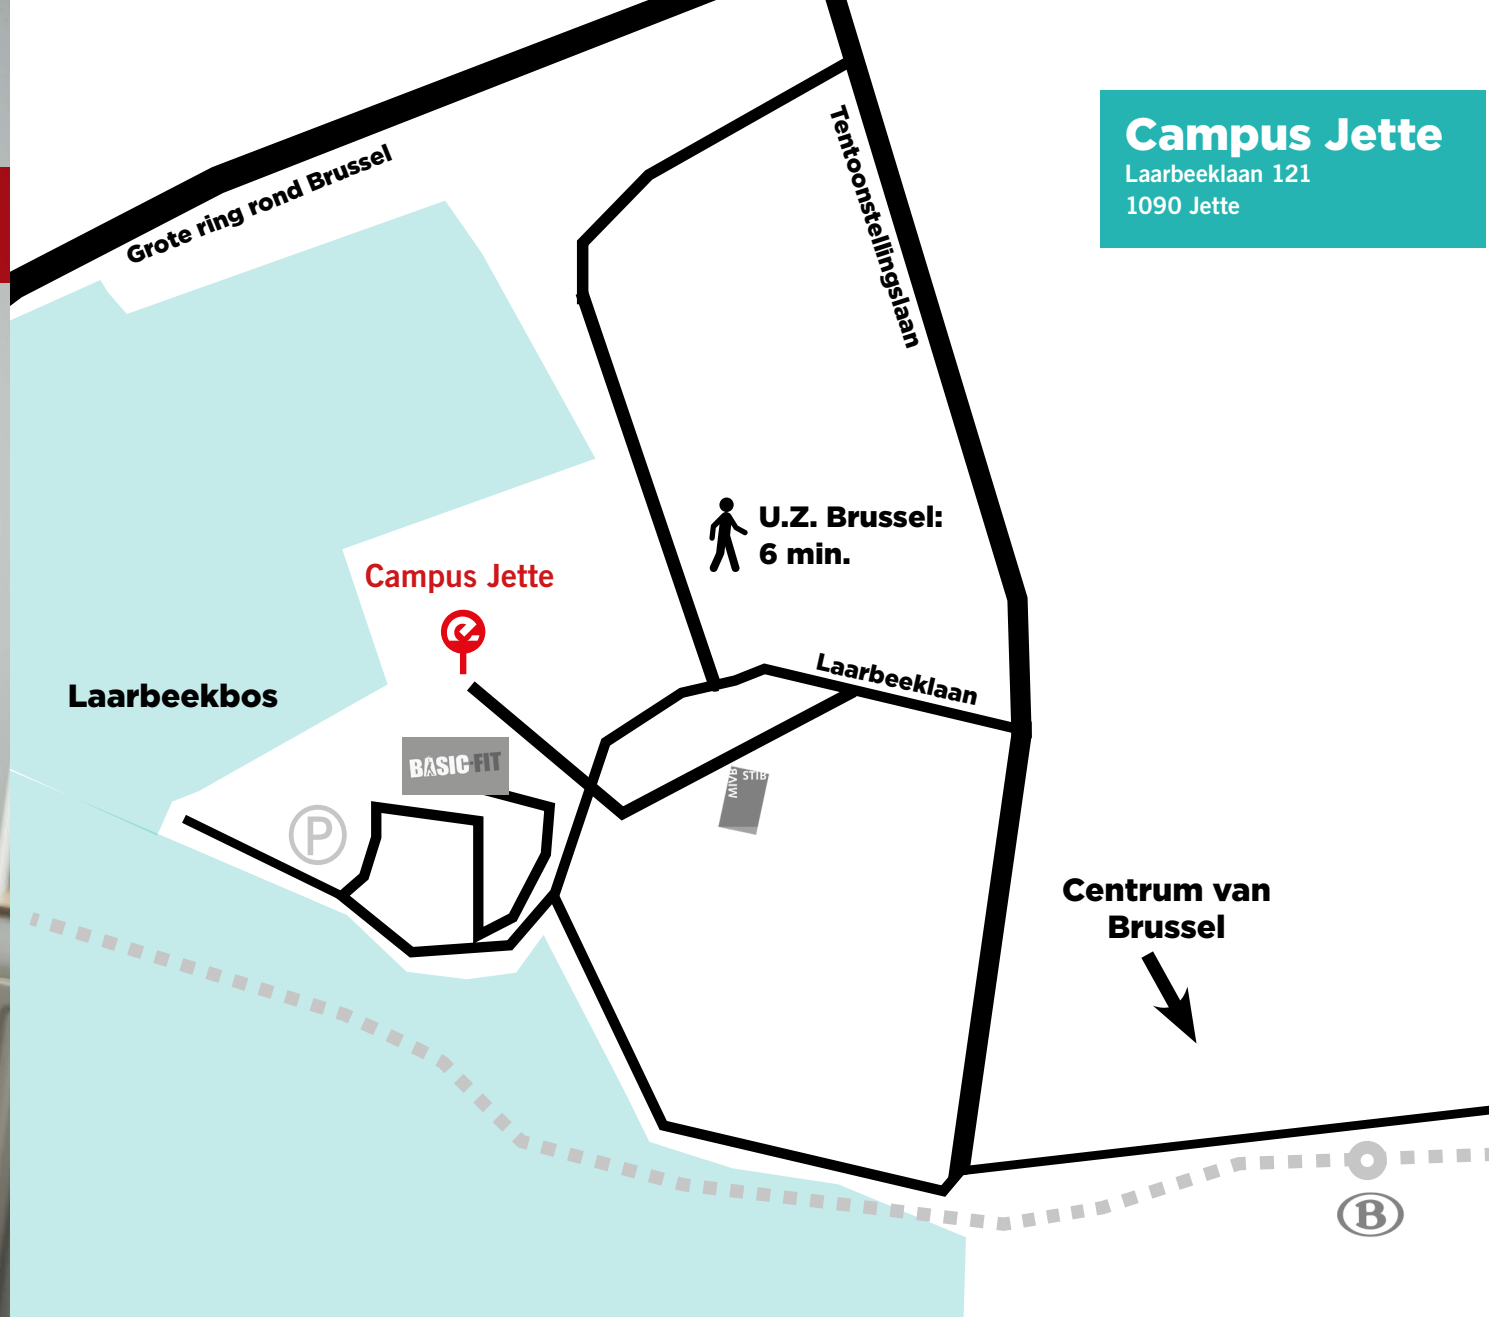 Campus Jette
Laarbeeklaan 121
1090 Jette
Grote ring rond Brussel
Tentoonstellingslaan
U.Z. Brussel:
6 min.
Campus Jette
Laarbeeklaan
Laarbeekbos
BASIC-FIT
MIVB
STIB
P
Centrum van
Brussel
B